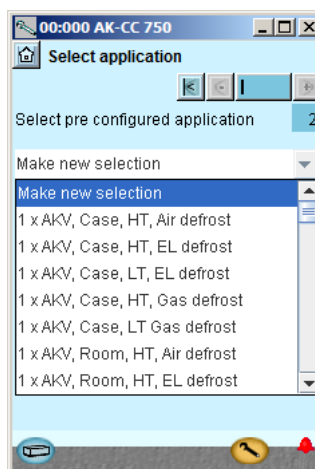 00:000 AK-CC 750
Select application
Select pre configured application 2
Make new selection
Make new selection
1 x AKV, Case, HT, Air defrost
1 x AKV, Case, HT, EL defrost
1 x AKV, Case, LT, EL defrost
1 x AKV, Case, HT, Gas defrost
1 x AKV, Case, LT Gas defrost
1 x AKV, Room, HT, Air defrost
1 x AKV, Room, HT, EL defrost